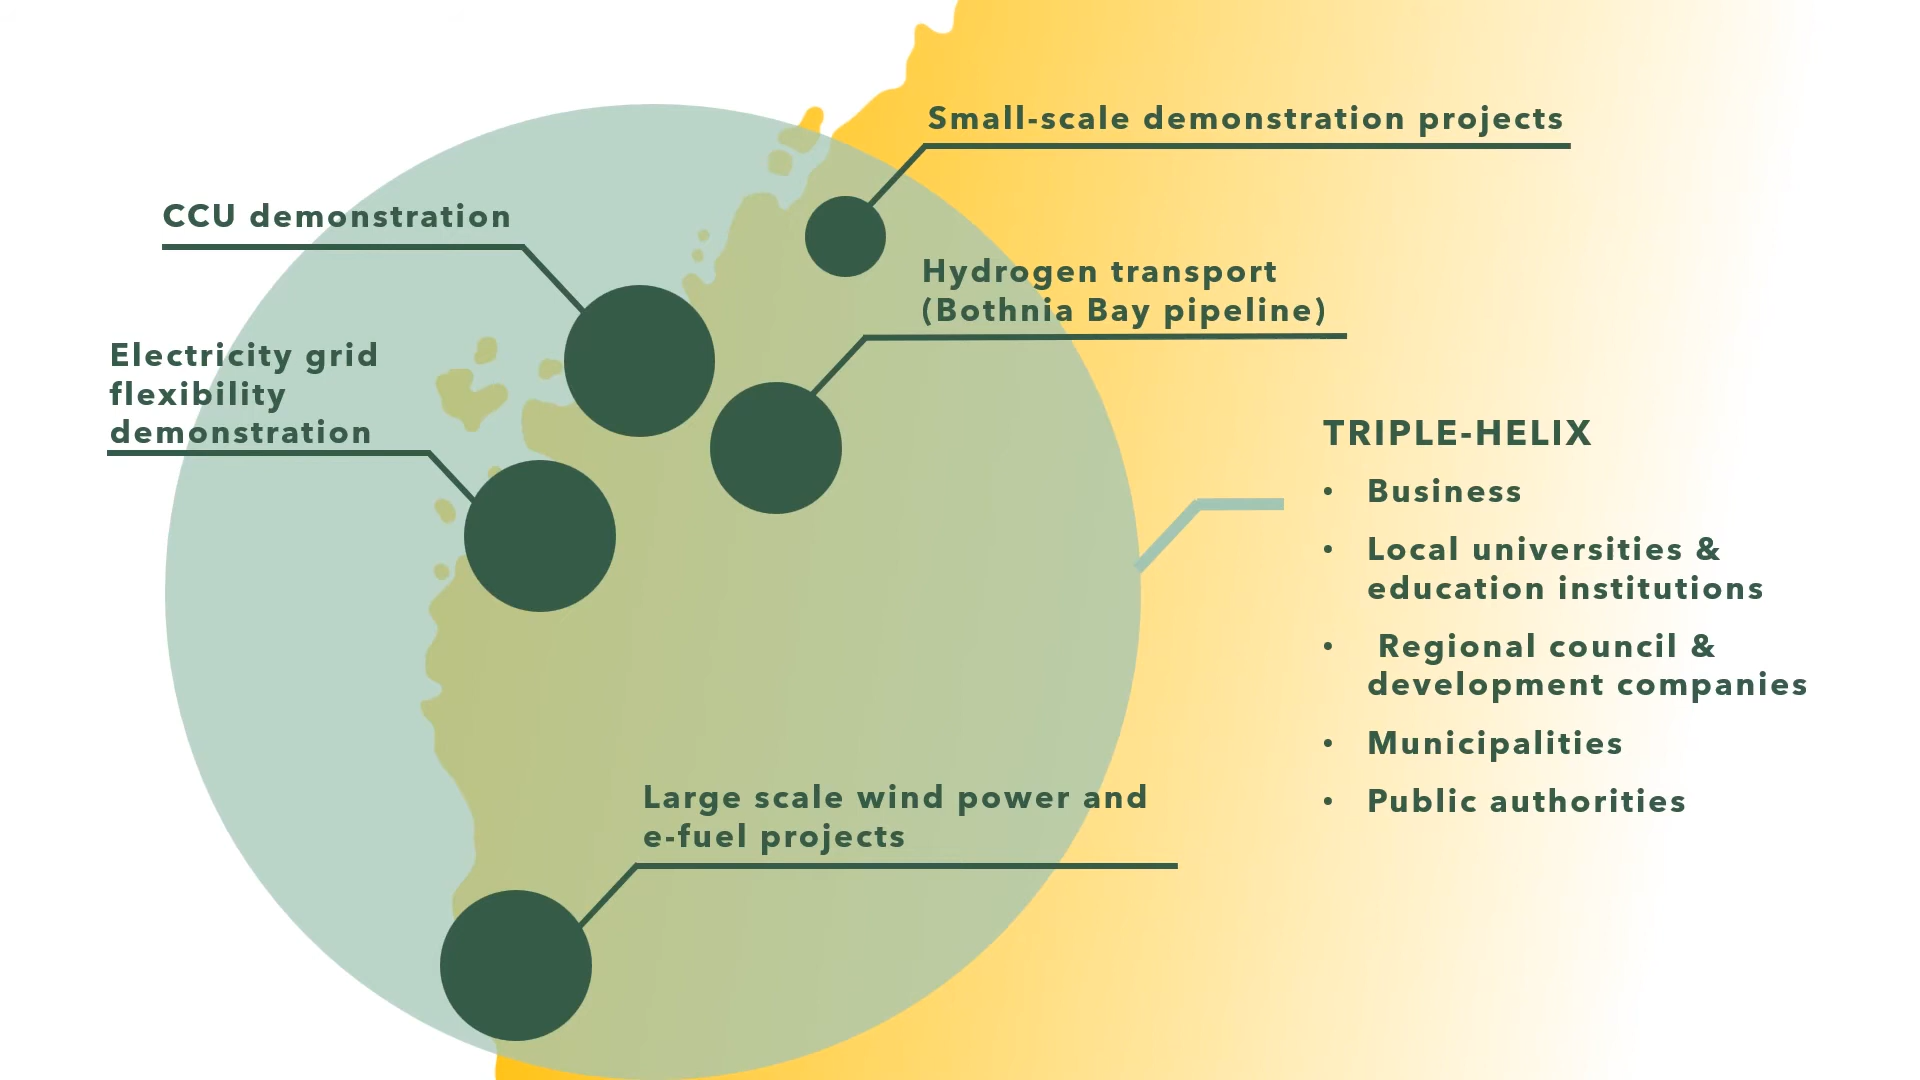 Small-scale demonstration projects
CCU demonstration
Hydrogen transport
(Bothnia Bay pipeline)
Electricity grid
flexibility
demonstration
TRIPLE-HELIX
• Business
• Local universities &
education institutions
• Regional council &
development companies
• Municipalities
• Public authorities
Large scale wind power and
e-fuel projects